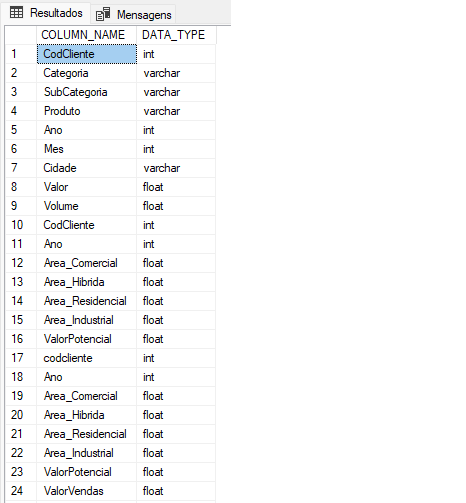 Resultados Mensagens
COLUMN_NAME DATA_TYPE
1 CodCliente int
2 Categoria varchar
3 SubCategoria varchar
4 Produto varchar
5 Ano int
6 Mes int
7 Cidade varchar
8 Valor float
9 Volume float
10 CodCliente int
11 Ano int
12 Area_Comercial float
13 Area_Hibrida float
14 Area_Residencial float
15 Area_Industrial float
16 ValorPotencial float
17 codcliente int
18 Ano int
19 Area_Comercial float
20 Area_Hibrida float
21 Area_Residencial float
22 Area_Industrial float
23 ValorPotencial float
24 ValorVendas float